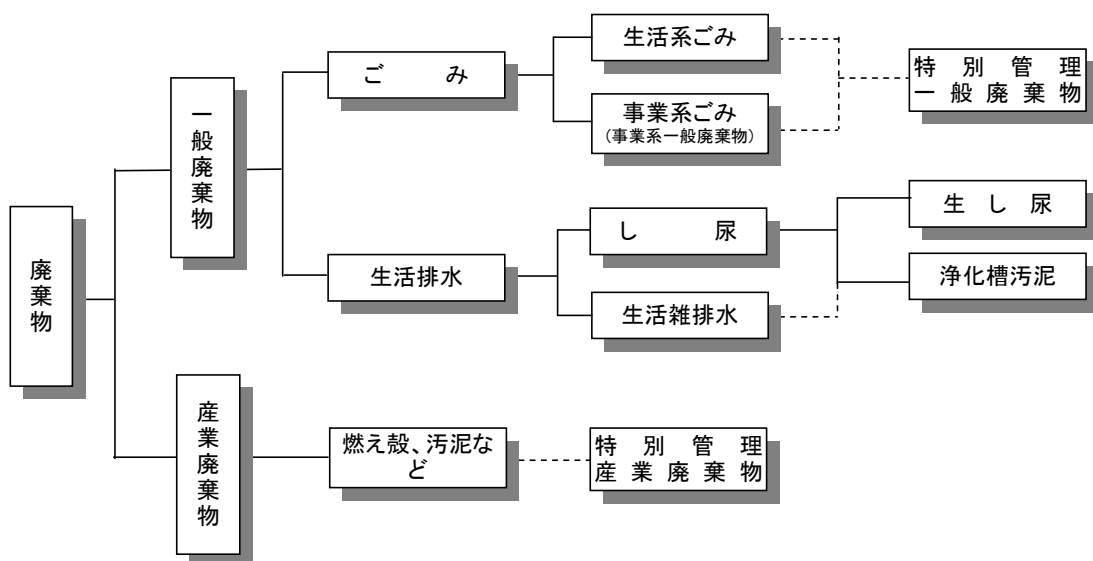 廃棄物
一般廃棄物
ごみ
生活系ごみ
事業系ごみ
(事業系一般廃棄物)
特別管理
一般廃棄物
生活排水
し尿
生活雑排水
生し尿
浄化槽汚泥
産業廃棄物
燃え殻、汚泥な
ど
特別管理
産業廃棄物